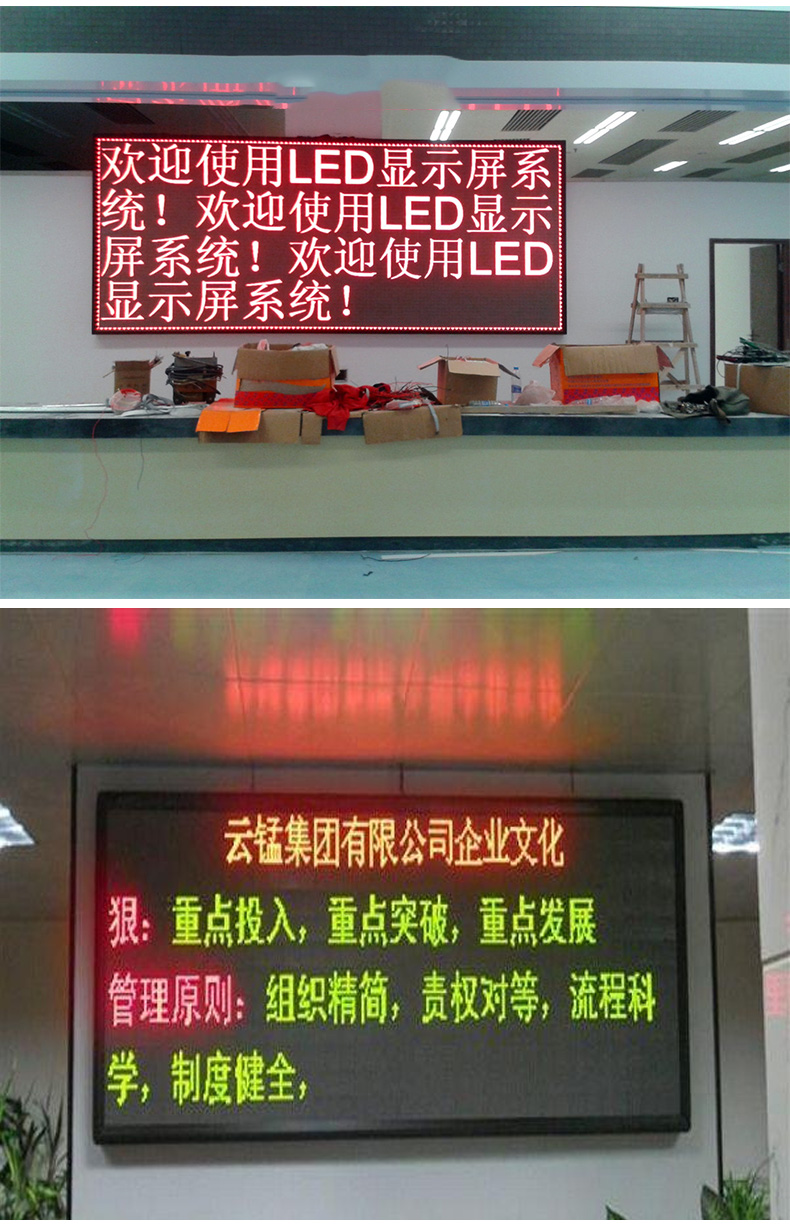 欢迎使用LED显示屏系
统！欢迎使用LED显示
屏系统！欢迎使用LED
显示屏系统！
云锰集团有限公司企业文化
狠：重点投入，重点突破，重点发展
管理原则：组织精简，责权对等，流程科
学，制度健全，